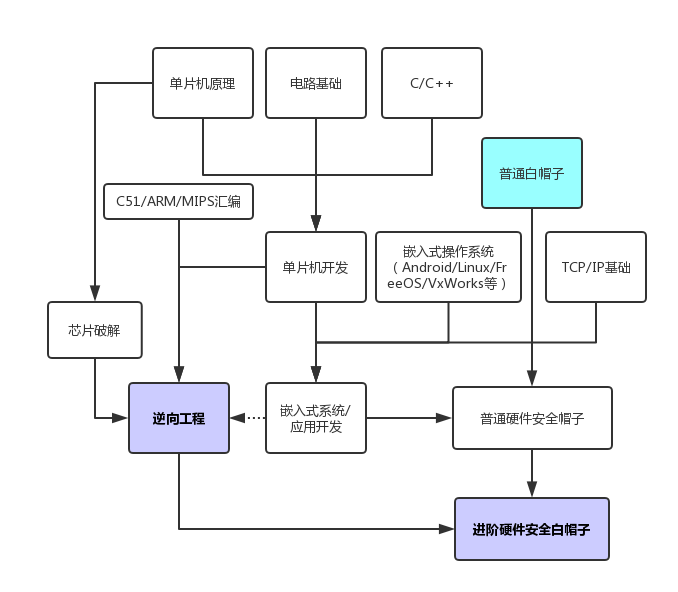 单片机原理
电路基础
C/C++
普通白帽子
C51/ARM/MIPS汇编
单片机开发
嵌入式操作系统
（Android/Linux/Fr
eeOS/VxWorks等）
TCP/IP基础
芯片破解
逆向工程
嵌入式系统/
应用开发
普通硬件安全帽子
进阶硬件安全白帽子